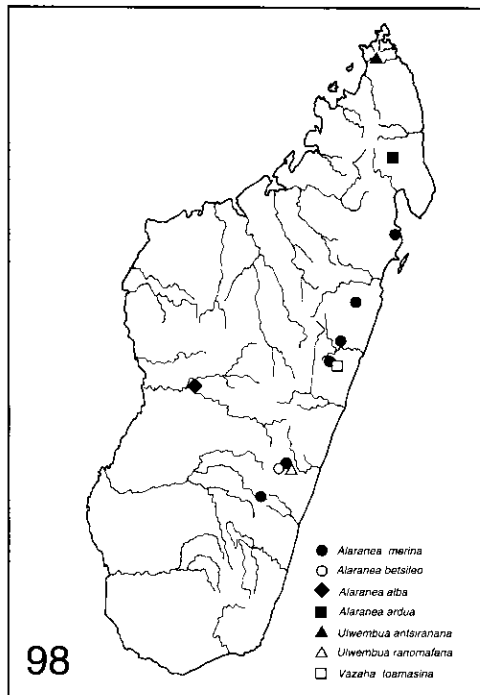 Alaranea merina
Alaranea betsileo
Alaranea alba
Alaranea ardua
Ulwembua antsiranana
Ulwembua ranomafana
Vazaha toamasina
98